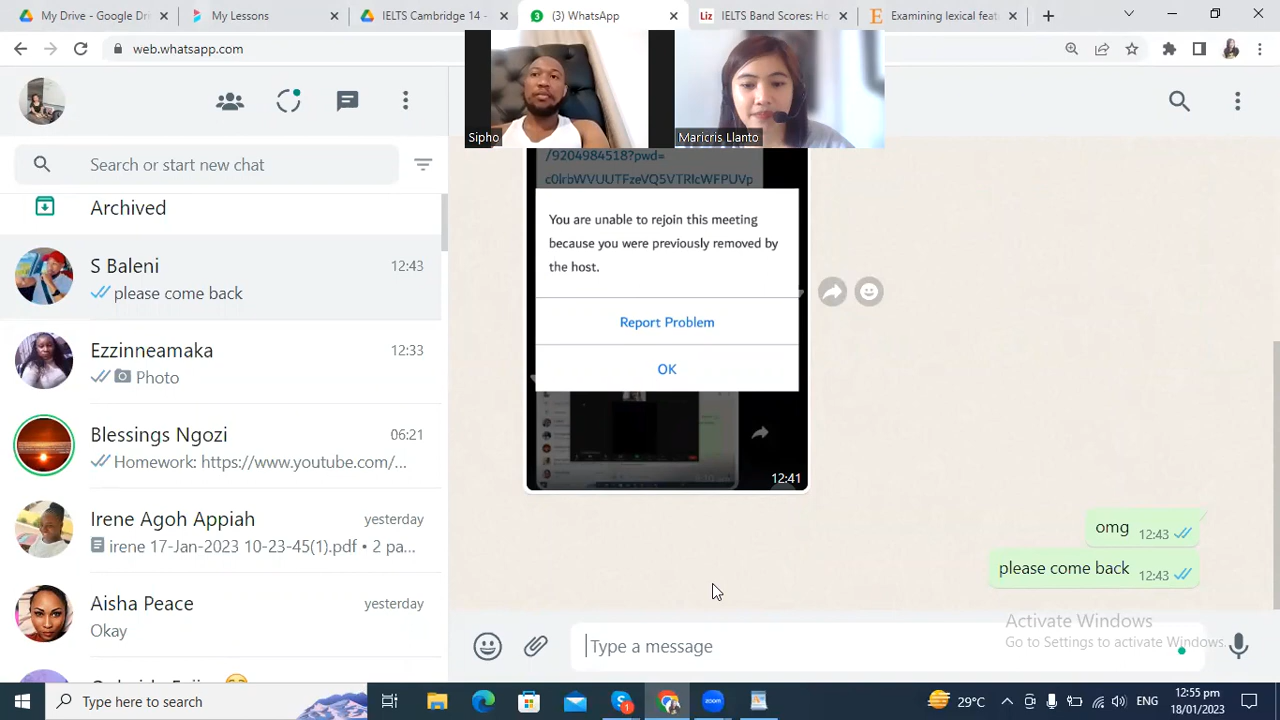 My Drive - Google Dr
My Lessons
IELTS Cambridge 14 -
(3) WhatsApp
Liz IELTS Band Scores: Ho
E Examining lexical feat
web.whatsapp.com
Sipho
Maricris Llanto
Search or start new chat
Archived
S Baleni 12:43
please come back
Ezzinneamaka 12:33
Photo
Blessings Ngozi 06:21
Homework: https://www.youtube.com/...
Irene Agoh Appiah yesterday
irene 17-Jan-2023 10-23-45(1).pdf • 2 pa...
Aisha Peace yesterday
Okay
/9204984518?pwd=
You are unable to rejoin this meeting
because you were previously removed by
the host.
Report Problem
OK
12:41
omg 12:43
please come back 12:43
Activate Windows
Go to Settings to activate Windows.
Type a message
Type here to search
29°C
ENG
12:55 pm
18/01/2023